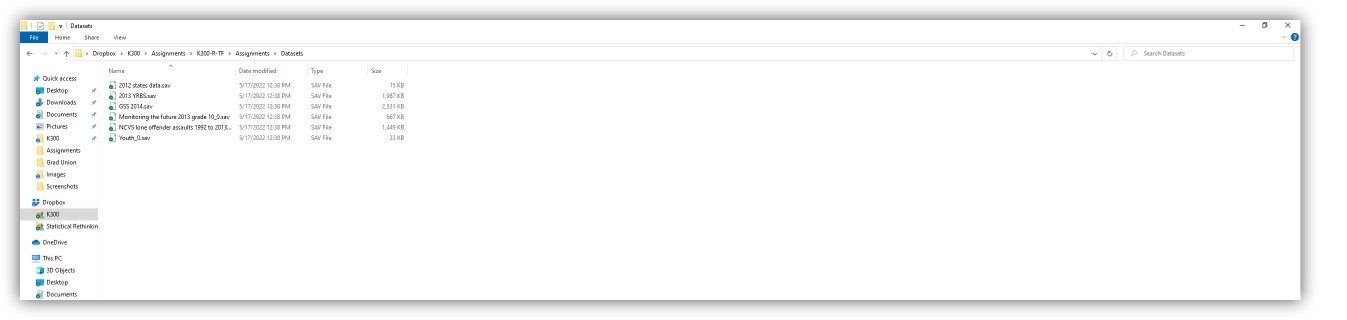 Datasets
File Home Share View
Dropbox › K300 › Assignments › K300-R-TF › Assignments › Datasets
Search Datasets
Name Date modified Type Size
2012 states data.sav 5/17/2022 12:38 PM SAV File 15 KB
2013 YRBS.sav 5/17/2022 12:38 PM SAV File 1,967 KB
GSS 2014.sav 5/17/2022 12:38 PM SAV File 2,531 KB
Monitoring the future 2013 grade 10_0.sav 5/17/2022 12:38 PM SAV File 667 KB
NCVS lone offender assaults 1992 to 2013... 5/17/2022 12:38 PM SAV File 1,449 KB
Youth_0.sav 5/17/2022 12:38 PM SAV File 33 KB
Quick access
Desktop
Downloads
Documents
Pictures
K300
Assignments
Grad Union
Images
Screenshots
Dropbox
K300
Statistical Rethinkin
OneDrive
This PC
3D Objects
Desktop
Documents